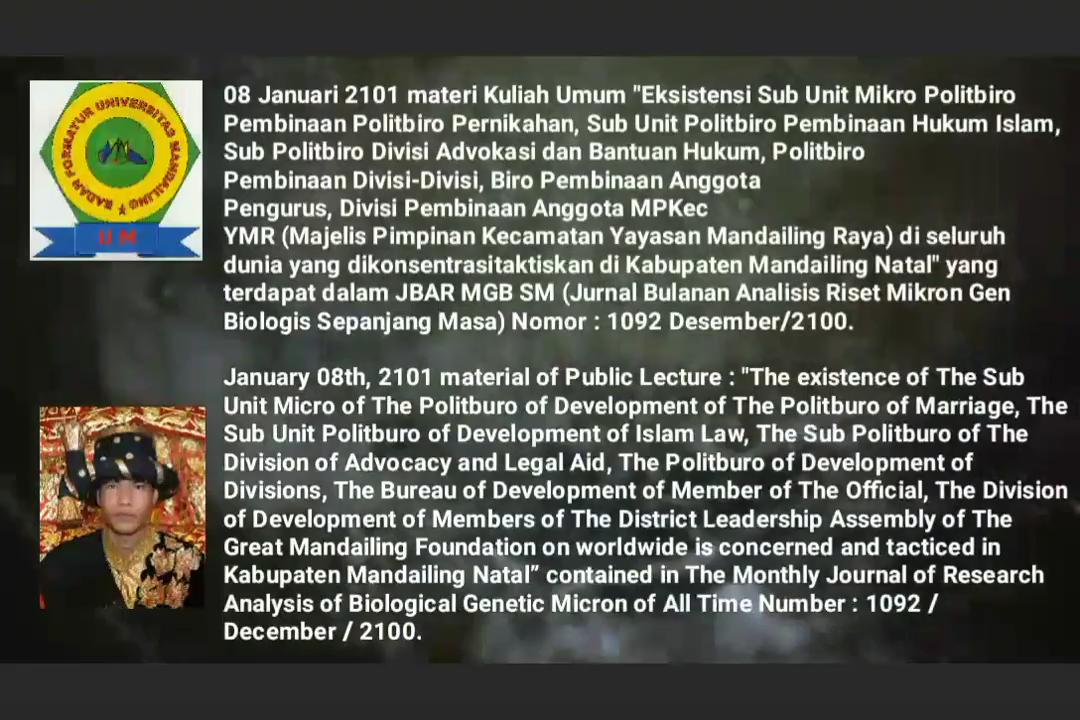 BADAN FORMATUR UNIVERSITAS MANDAILING
UM
08 Januari 2101 materi Kuliah Umum "Eksistensi Sub Unit Mikro Politbiro
Pembinaan Politbiro Pernikahan, Sub Unit Politbiro Pembinaan Hukum Islam,
Sub Politbiro Divisi Advokasi dan Bantuan Hukum, Politbiro
Pembinaan Divisi-Divisi, Biro Pembinaan Anggota
Pengurus, Divisi Pembinaan Anggota MPKec
YMR (Majelis Pimpinan Kecamatan Yayasan Mandailing Raya) di seluruh
dunia yang dikonsentrasitaktiskan di Kabupaten Mandailing Natal" yang
terdapat dalam JBAR MGB SM (Jurnal Bulanan Analisis Riset Mikron Gen
Biologis Sepanjang Masa) Nomor : 1092 Desember/2100.
January 08th, 2101 material of Public Lecture : "The existence of The Sub
Unit Micro of The Politburo of Development of The Politburo of Marriage, The
Sub Unit Politburo of Development of Islam Law, The Sub Politburo of The
Division of Advocacy and Legal Aid, The Politburo of Development of
Divisions, The Bureau of Development of Member of The Official, The Division
of Development of Members of The District Leadership Assembly of The
Great Mandailing Foundation on worldwide is concerned and tacticed in
Kabupaten Mandailing Natal” contained in The Monthly Journal of Research
Analysis of Biological Genetic Micron of All Time Number : 1092 /
December / 2100.